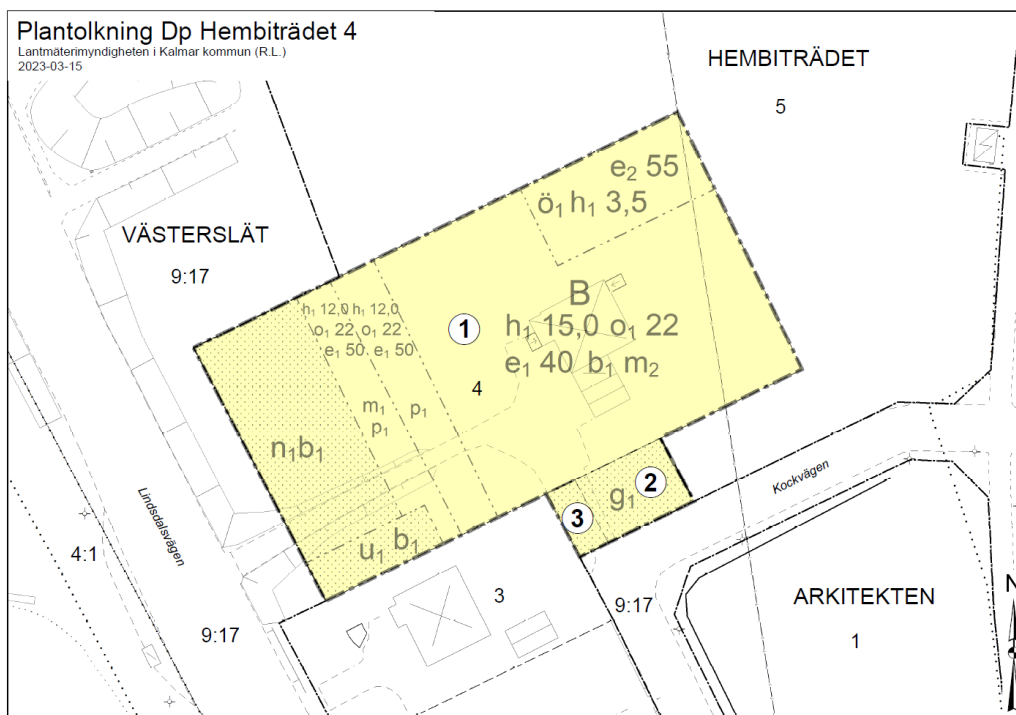 Plantolkning Dp Hembiträdet 4
Lantmäterimyndigheten i Kalmar kommun (R.L.)
2023-03-15
HEMBITRÄDET
5
e₂ 55
ö₁ h₁ 3,5
VÄSTERSLÄT
9:17
B
h₁ 12,0 h₁ 12,0
o₁ 22 o₁ 22
e₁ 50 e₁ 50
1
h₁ 15,0 o₁ 22
e₁ 40 b₁ m₂
4
m₁
p₁
p₁
n₁b₁
2
g₁
3
Kockvägen
Lindsdalsvägen
u₁ b₁
4:1
3
9:17
ARKITEKTEN
1
9:17
N